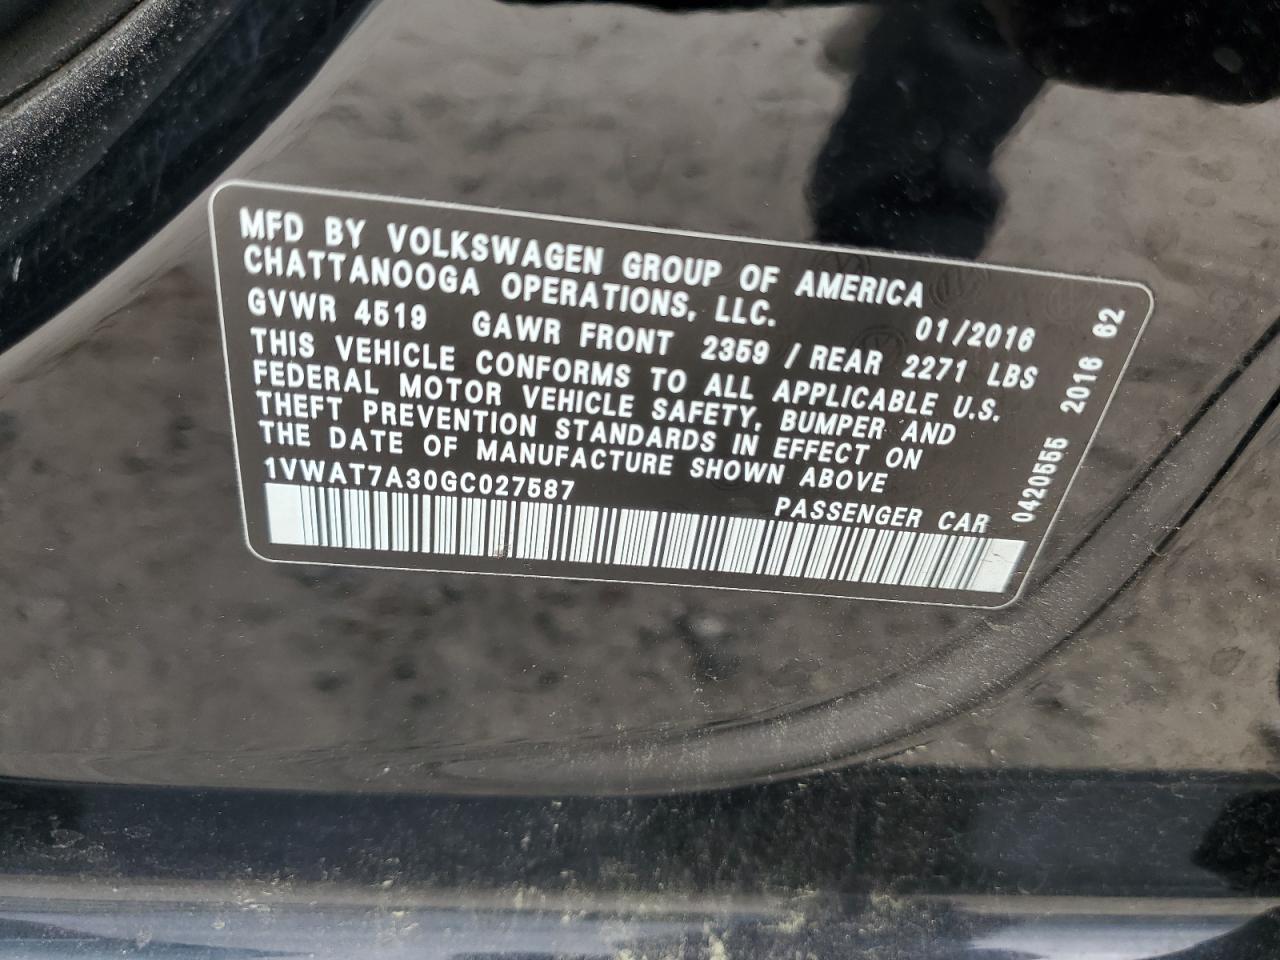 MFD BY VOLKSWAGEN GROUP OF AMERICA
CHATTANOOGA OPERATIONS, LLC.
01/2016
GVWR 4519 GAWR FRONT 2359 / REAR 2271 LBS
THIS VEHICLE CONFORMS TO ALL APPLICABLE U.S.
FEDERAL MOTOR VEHICLE SAFETY, BUMPER AND
THEFT PREVENTION STANDARDS IN EFFECT ON
THE DATE OF MANUFACTURE SHOWN ABOVE
1VWAT7A30GC027587
PASSENGER CAR
0420555 2016 62